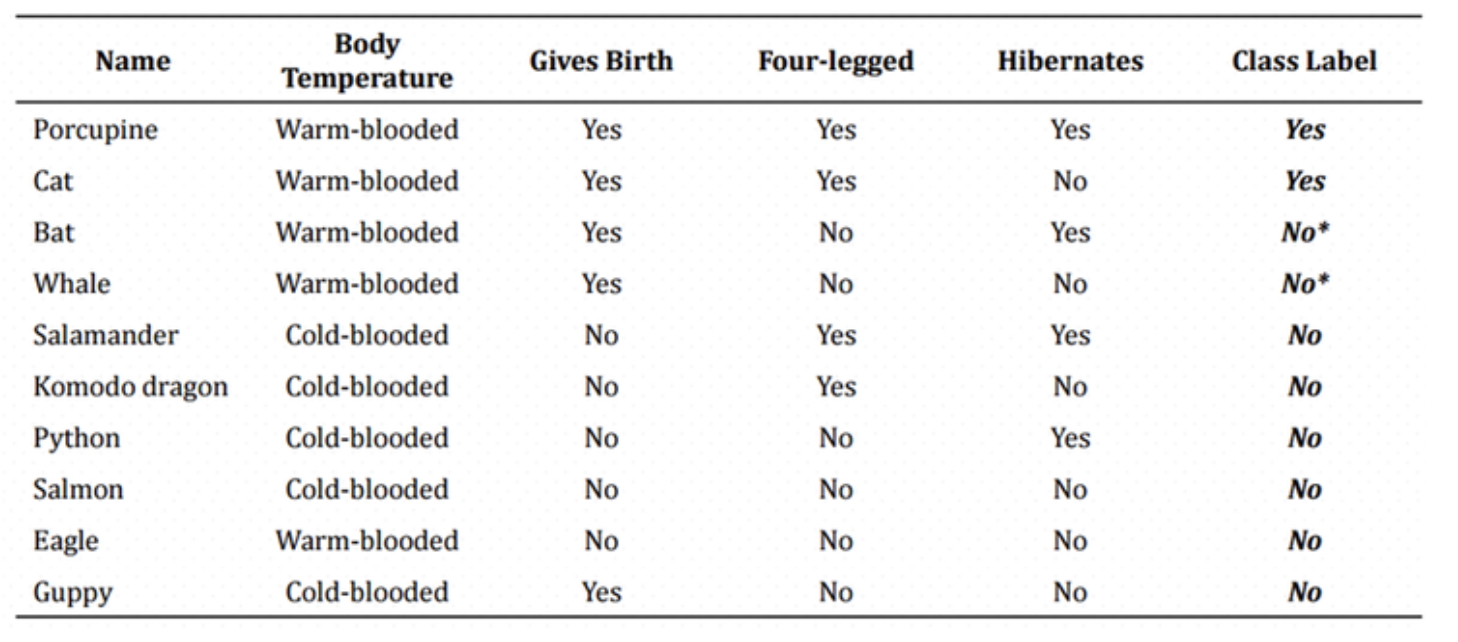 Name Body Temperature Gives Birth Four-legged Hibernates Class Label
Porcupine Warm-blooded Yes Yes Yes Yes
Cat Warm-blooded Yes Yes No Yes
Bat Warm-blooded Yes No Yes No*
Whale Warm-blooded Yes No No No*
Salamander Cold-blooded No Yes Yes No
Komodo dragon Cold-blooded No Yes No No
Python Cold-blooded No No Yes No
Salmon Cold-blooded No No No No
Eagle Warm-blooded No No No No
Guppy Cold-blooded Yes No No No